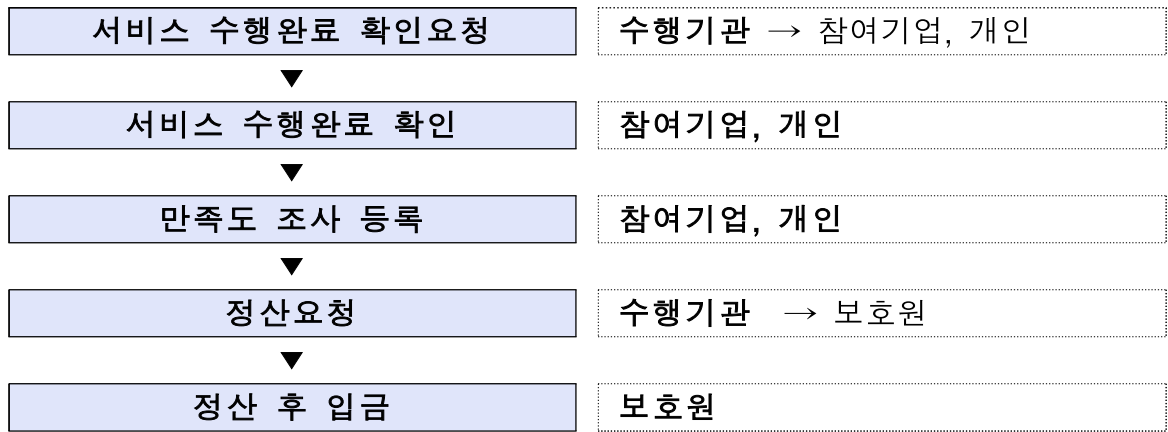 서비스 수행완료 확인요청
수행기관 → 참여기업, 개인
▼
서비스 수행완료 확인
참여기업, 개인
▼
만족도 조사 등록
참여기업, 개인
▼
정산요청
수행기관 → 보호원
▼
정산 후 입금
보호원